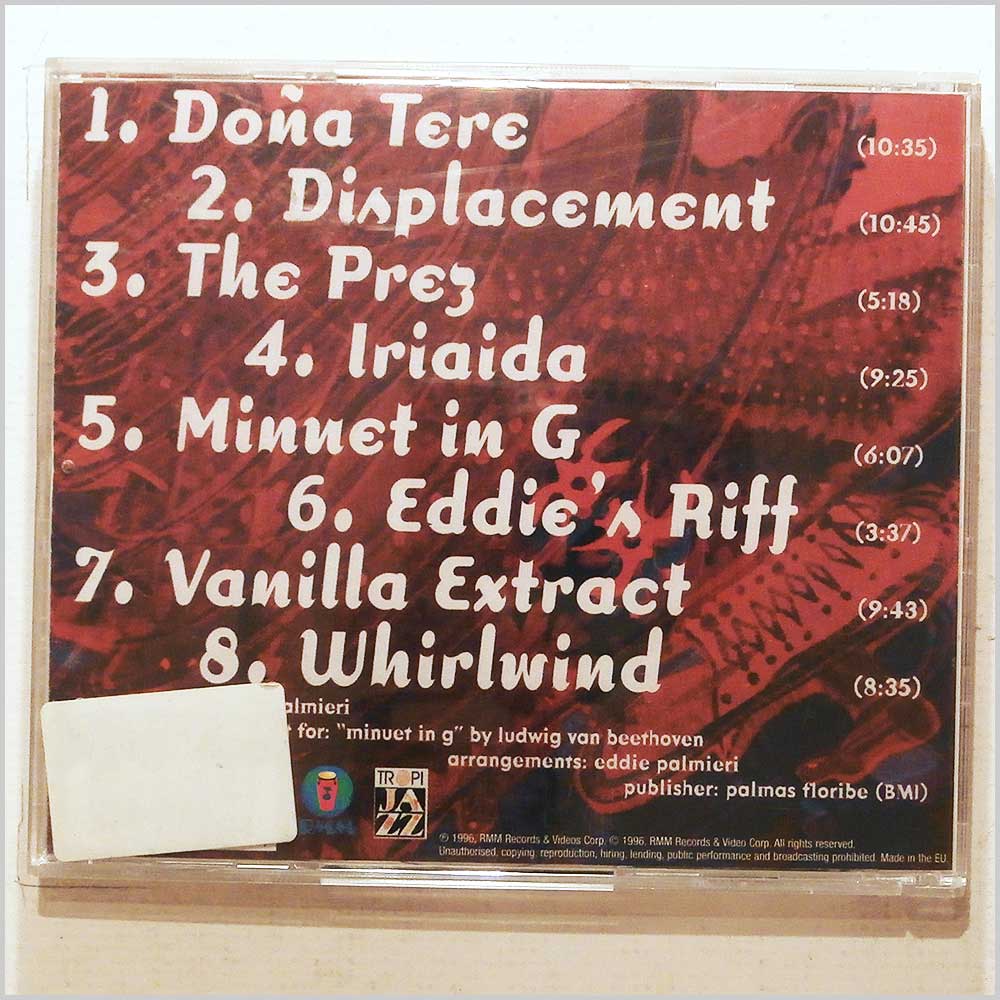 1. Doña Tere (10:35)
2. Displacement (10:45)
3. The Prez (5:18)
4. Iriaida (9:25)
5. Minuet in G (6:07)
6. Eddie's Riff (3:37)
7. Vanilla Extract (9:43)
8. Whirlwind (8:35)
almieri
for: "minuet in g" by ludwig van beethoven
arrangements: eddie palmieri
publisher: palmas floribe (BMI)
TROPI
JAZZ
℗ 1996, RMM Records & Videos Corp. © 1996, RMM Records & Video Corp. All rights reserved.
Unauthorised, copying, reproduction, hiring, lending, public performance and broadcasting prohibited. Made in the EU